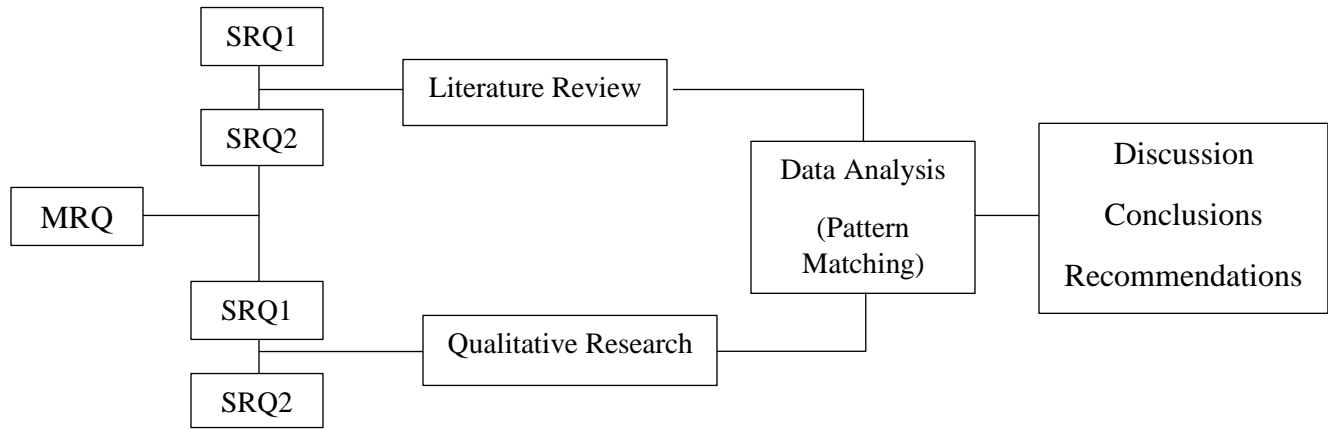 SRQ1
Literature Review
SRQ2
MRQ
SRQ1
Qualitative Research
SRQ2
Data Analysis
(Pattern
Matching)
Discussion
Conclusions
Recommendations